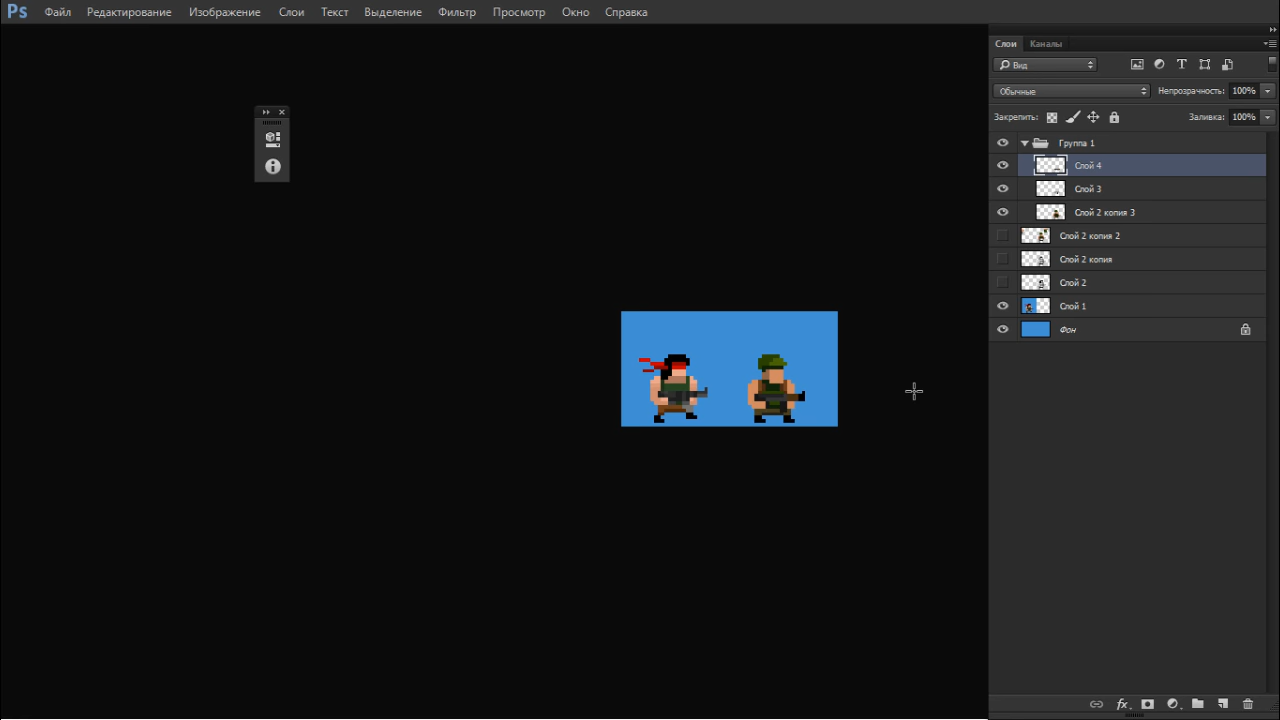 Ps Файл Редактирование Изображение Слои Текст Выделение Фильтр Просмотр Окно Справка
Слои Каналы
Вид
Обычные Непрозрачность: 100%
Закрепить: Заливка: 100%
Группа 1
Слой 4
Слой 3
Слой 2 копия 3
Слой 2 копия 2
Слой 2 копия
Слой 2
Слой 1
Фон
fx